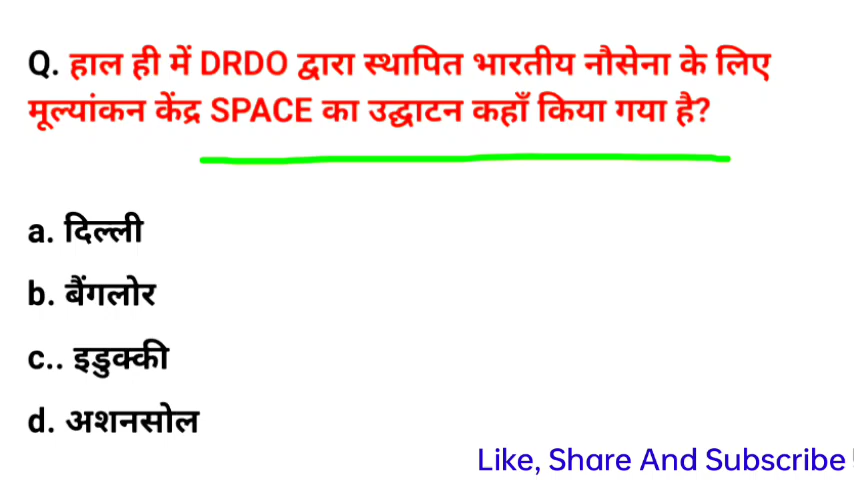 Q. हाल ही में DRDO द्वारा स्थापित भारतीय नौसेना के लिए
मूल्यांकन केंद्र SPACE का उद्घाटन कहाँ किया गया है?
a. दिल्ली
b. बैंगलोर
c.. इडुक्की
d. अशनसोल
Like, Share And Subscribe